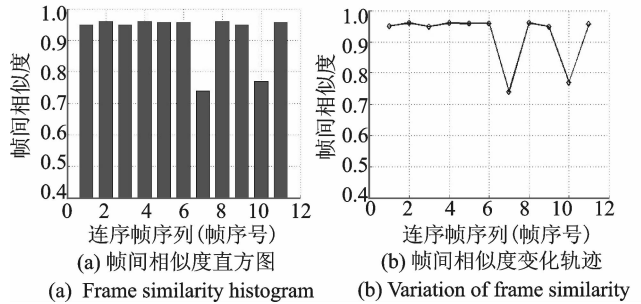 1.0
0.9
0.8
0.7
0.6
0.5
0.4
帧间相似度
0 2 4 6 8 10 12
连序帧序列(帧序号)
(a) 帧间相似度直方图
(a) Frame similarity histogram
1.0
0.9
0.8
0.7
0.6
0.5
0.4
帧间相似度
0 2 4 6 8 10 12
连序帧序列(帧序号)
(b) 帧间相似度变化轨迹
(b) Variation of frame similarity